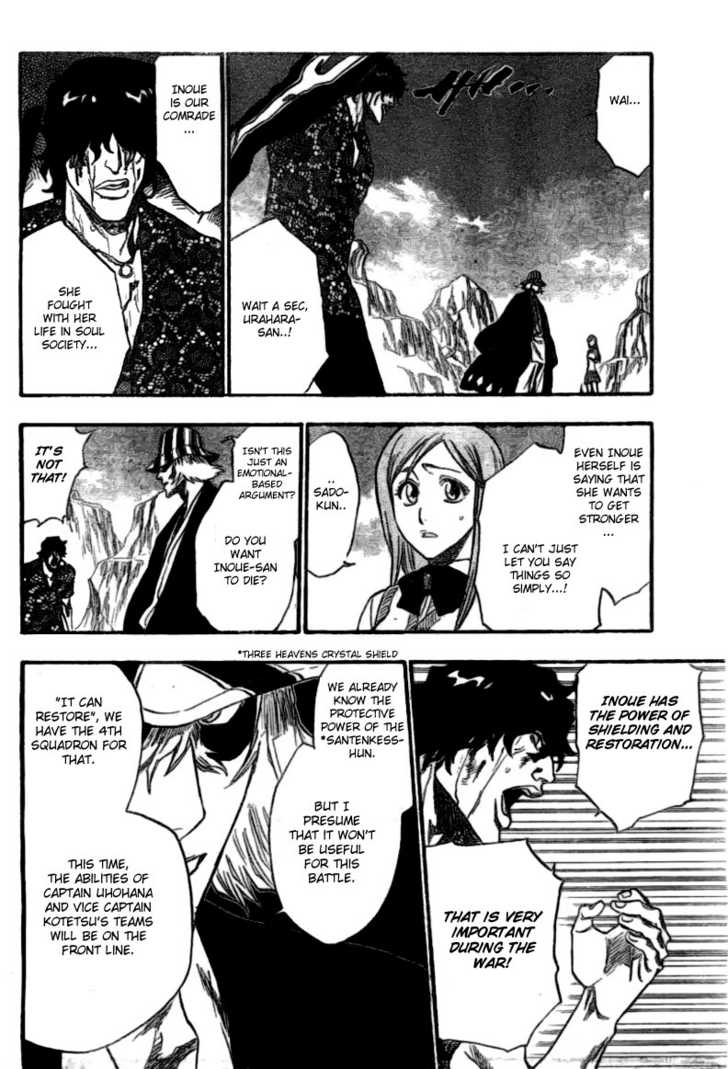 WAI...
WAIT A SEC,
URAHARA-
SAN..!
INOUE
IS OUR
COMRADE
...
SHE
FOUGHT
WITH HER
LIFE IN SOUL
SOCIETY...
EVEN INOUE
HERSELF IS
SAYING THAT
SHE WANTS
TO GET
STRONGER
...
I CAN'T JUST
LET YOU SAY
THINGS SO
SIMPLY...!
..
SADO-
KUN..
ISN'T THIS
JUST AN
EMOTIONAL-
BASED
ARGUMENT?
DO YOU
WANT
INOUE-SAN
TO DIE?
IT'S
NOT
THAT!
INOUE HAS
THE POWER OF
SHIELDING AND
RESTORATION...
THAT IS VERY
IMPORTANT
DURING THE
WAR!
*THREE HEAVENS CRYSTAL SHIELD
WE ALREADY
KNOW THE
PROTECTIVE
POWER OF THE
*SANTENKESS-
HUN.
BUT I
PRESUME
THAT IT WON'T
BE USEFUL
FOR THIS
BATTLE.
"IT CAN
RESTORE", WE
HAVE THE 4TH
SQUADRON FOR
THAT.
THIS TIME,
THE ABILITIES OF
CAPTAIN UHOHANA
AND VICE CAPTAIN
KOTETSU'S TEAMS
WILL BE ON THE
FRONT LINE.